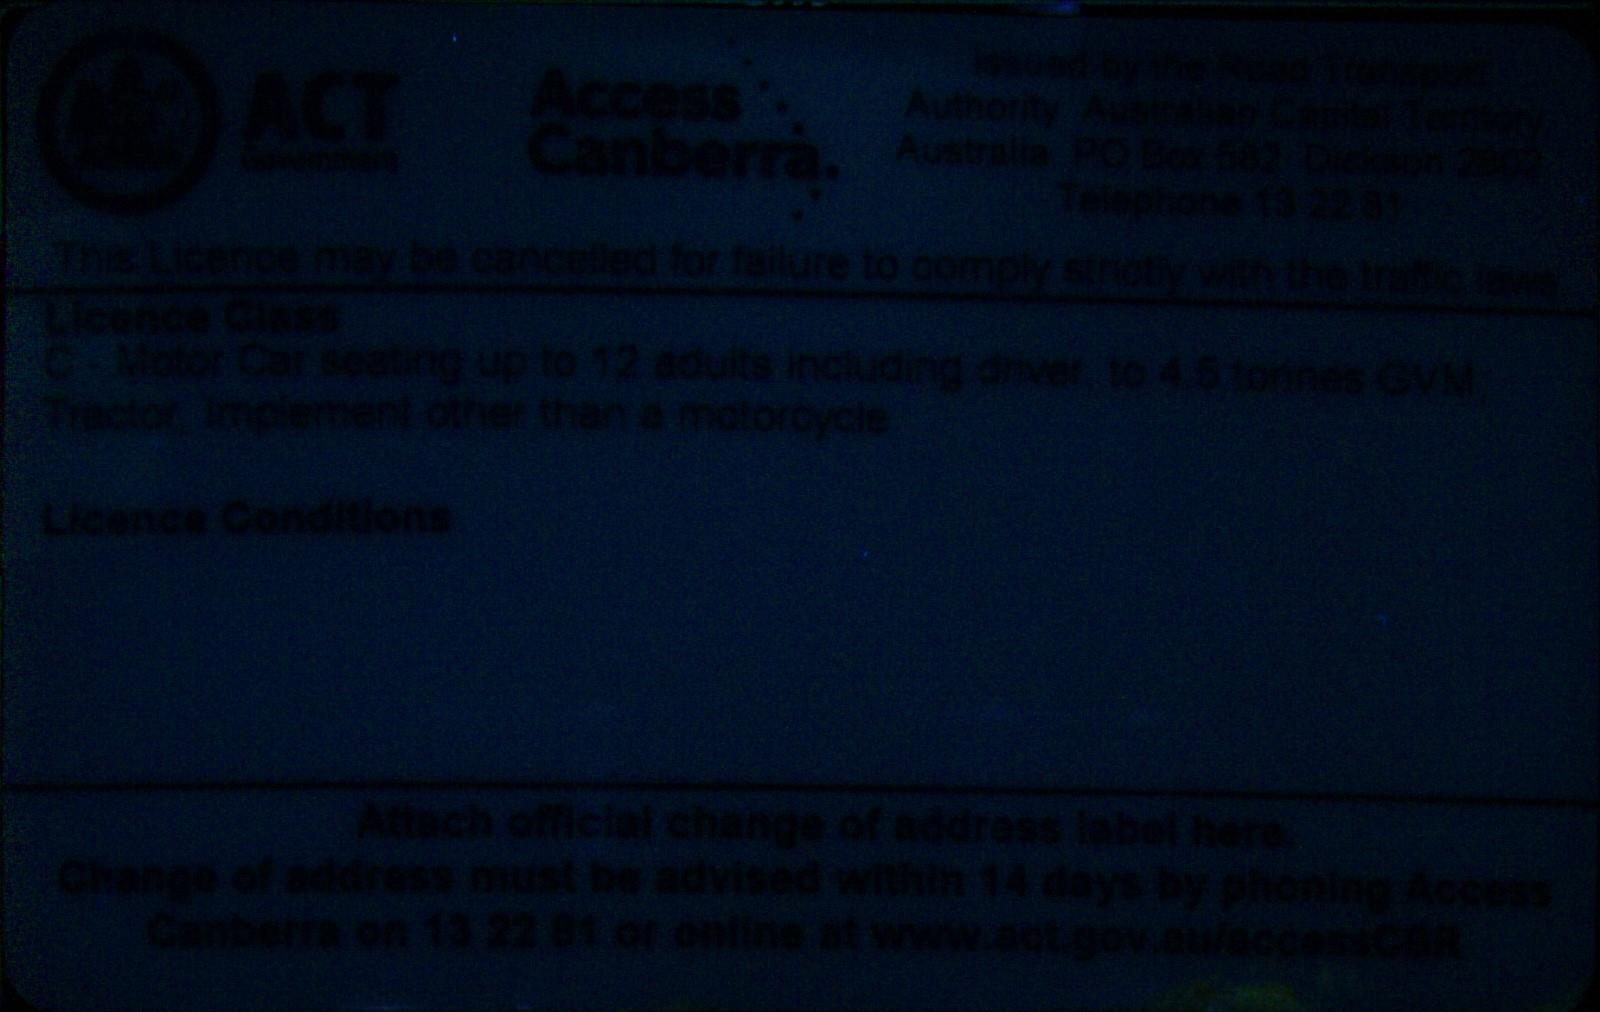 ACT
Government
Access
Canberra.
Issued by the Road Transport
Authority Australian Capital Territory,
Australia PO Box 582 Dickson 2602
Telephone 13 22 81
This Licence may be cancelled for failure to comply strictly with the traffic laws
Licence Class
C - Motor Car seating up to 12 adults including driver, to 4.5 tonnes GVM,
Tractor, Implement other than a motorcycle
Licence Conditions
Attach official change of address label here.
Change of address must be advised within 14 days by phoning Access
Canberra on 13 22 81 or online at www.act.gov.au/accessCBR